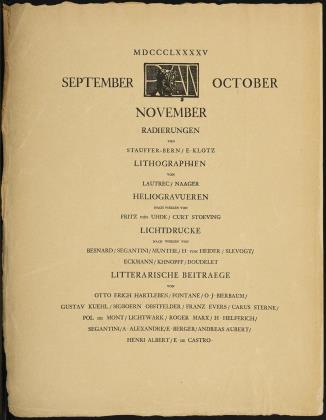 MDCCCLXXXXV
SEPTEMBER PAN OCTOBER
NOVEMBER
RADIERUNGEN
VON
STAUFFER-BERN / E·KLOTZ
LITHOGRAPHIEN
VON
LAUTREC / NAAGER
HELIOGRAVUEREN
NACH WERKEN VON
FRITZ VON UHDE / CURT STOEVING
LICHTDRUCKE
NACH WERKEN VON
BESNARD / SEGANTINI / MUNTHE / H· VON HEIDER / SLEVOGT /
ECKMANN / KHNOPFF / DOUDELET
LITTERARISCHE BEITRAEGE
VON
OTTO ERICH HARTLEBEN / FONTANE / O·J·BIERBAUM /
GUSTAV KUEHL / SIGBOERN OBSTFELDER / FRANZ EVERS / CARUS STERNE /
POL DE MONT / LICHTWARK / ROGER MARX / H· HELFERICH /
SEGANTINI / A·ALEXANDRE / E·BERGER / ANDREAS AUBERT /
HENRI ALBERT / E· DE CASTRO·